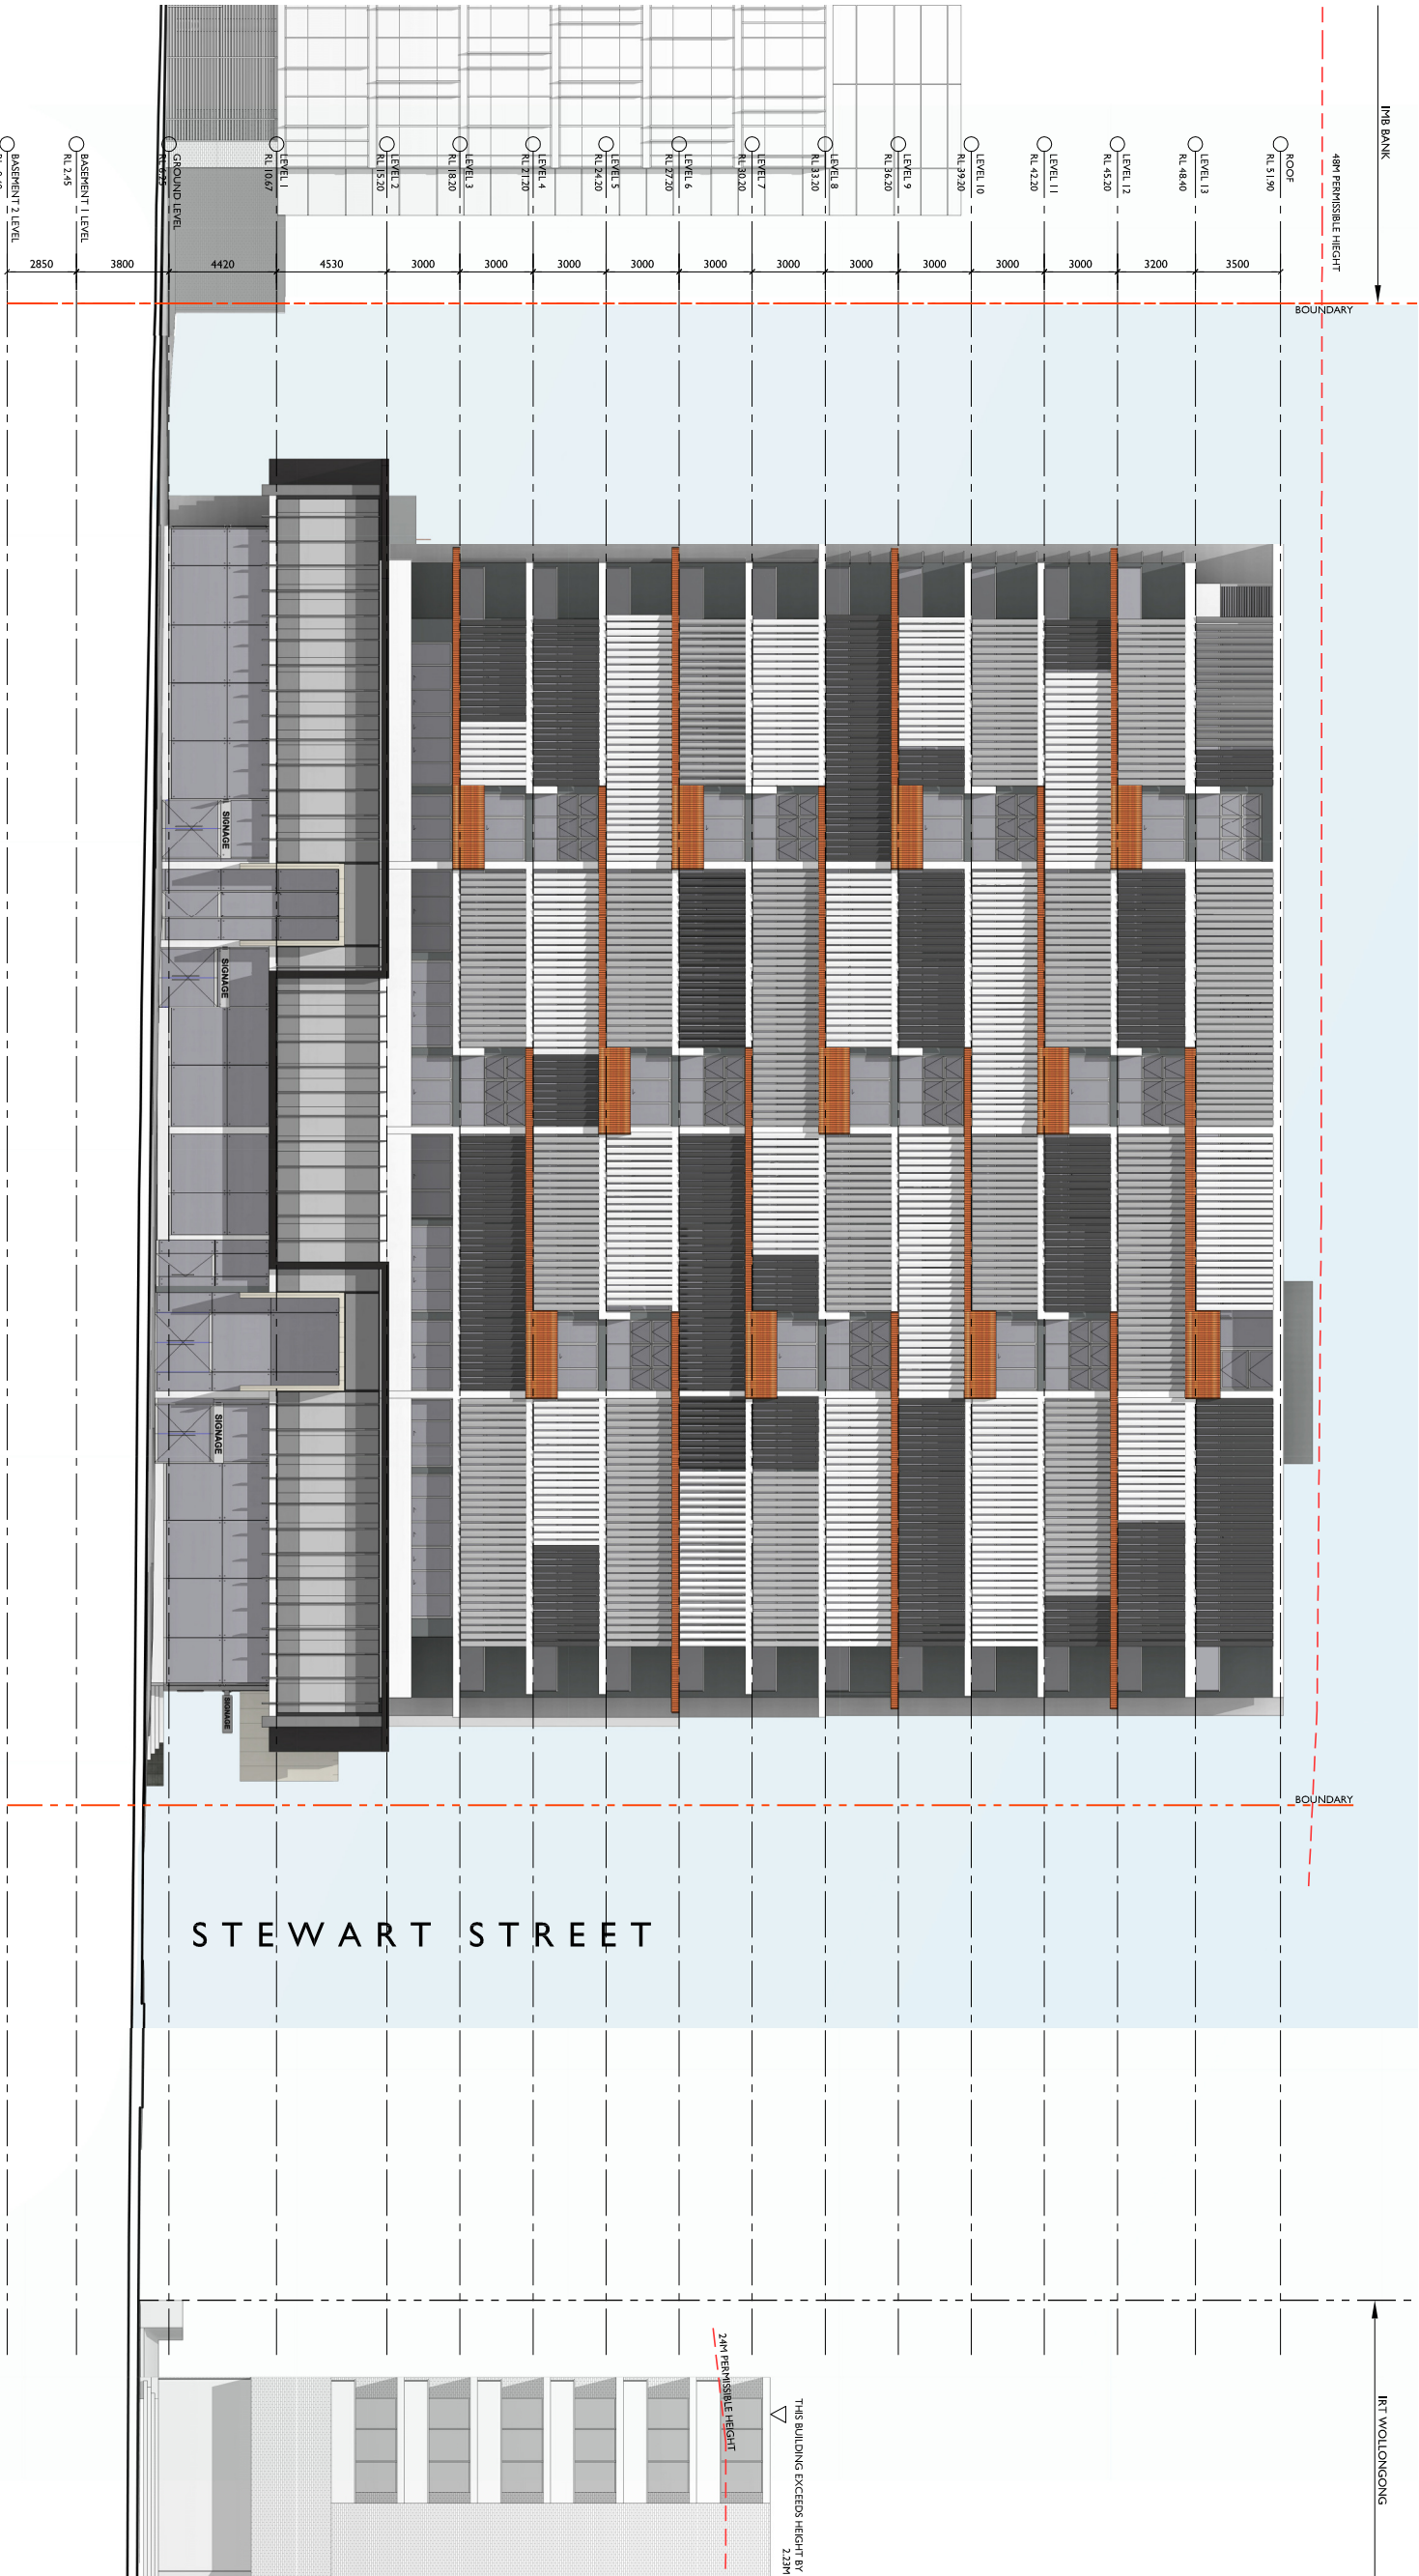 IMB BANK
48M PERMISSIBLE HIEGHT
ROOF
RL 51.90
LEVEL 13
RL 48.40
LEVEL 12
RL 45.20
LEVEL 11
RL 42.20
LEVEL 10
RL 39.20
LEVEL 9
RL 36.20
LEVEL 8
RL 33.20
LEVEL 7
RL 30.20
LEVEL 6
RL 27.20
LEVEL 5
RL 24.20
LEVEL 4
RL 21.20
LEVEL 3
RL 18.20
LEVEL 2
RL 15.20
LEVEL 1
RL 10.67
GROUND LEVEL
RL 6.25
BASEMENT 1 LEVEL
RL 2.45
BASEMENT 2 LEVEL
3500
3200
3000
3000
3000
3000
3000
3000
3000
3000
3000
3000
4530
4420
3800
2850
BOUNDARY
SIGNAGE
SIGNAGE
SIGNAGE
SIGNAGE
BOUNDARY
STEWART STREET
24M PERMISSIBLE HEIGHT
THIS BUILDING EXCEEDS HEIGHT BY
2.23M
IRT WOLLONGONG